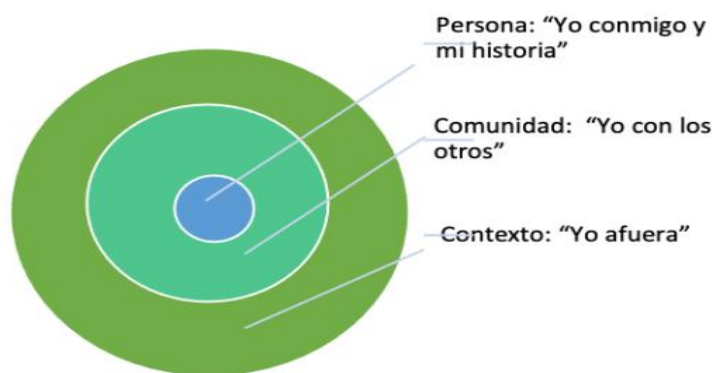 Persona: “Yo conmigo y
mi historia”
Comunidad:  “Yo con los
otros”
Contexto: “Yo afuera”